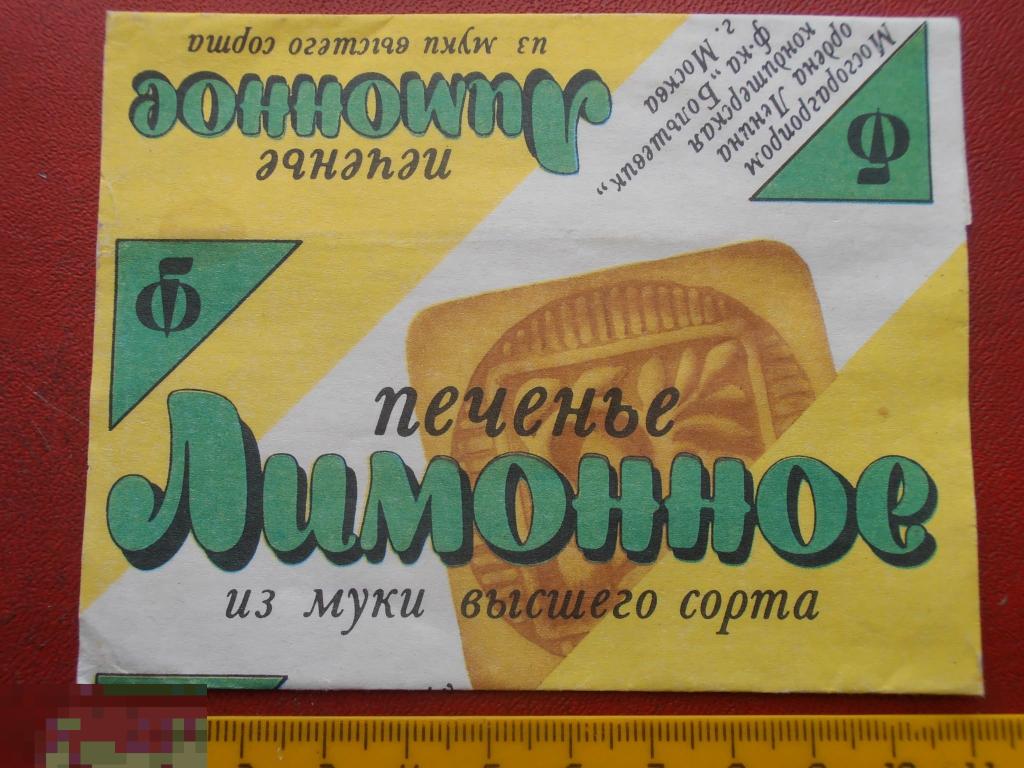 из муки высшего сорта
Лимонное
печенье
Мосгорагропром
ордена Ленина
кондитерская
ф-ка „Большевик“
г. Москва
Б
Б
печенье
Лимонное
из муки высшего сорта